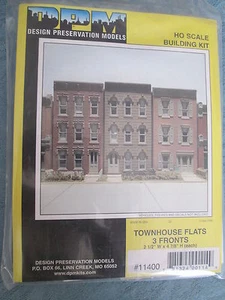 DPM
DESIGN PRESERVATION MODELS
HO SCALE
BUILDING KIT
TOWNHOUSE FLATS
3 FRONTS
DESIGN PRESERVATION MODELS
P.O. BOX 66, LINN CREEK, MO 65052
#11400